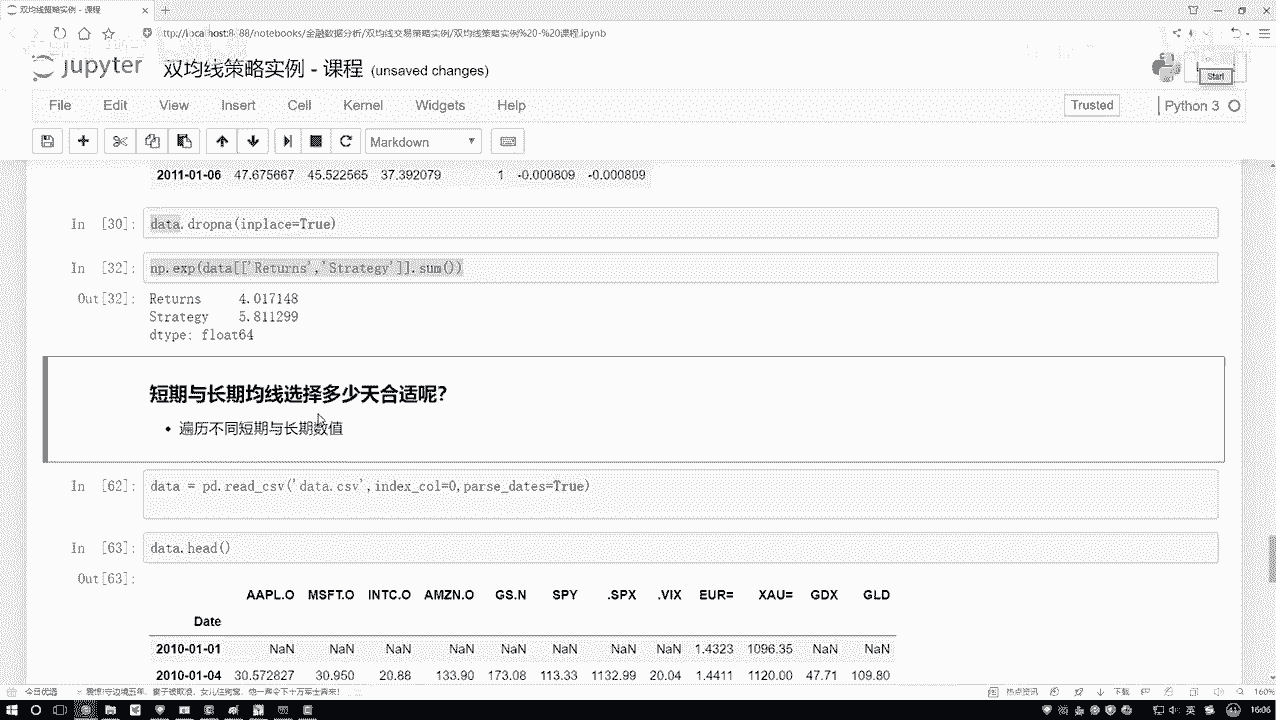 双均线策略实例 - 课程
ttp://localhost:8888/notebooks/金融数据分析/双均线交易策略实例/双均线策略实例%20-%20课程.ipynb
jupyter 双均线策略实例 - 课程 (unsaved changes)
Start
File Edit View Insert Cell Kernel Widgets Help
Trusted
Python 3
Markdown
2011-01-06 47.675667 45.522565 37.392079 1 -0.000809 -0.000809
In [30]: data.dropna(inplace=True)
In [32]: np.exp(data[['Returns','Strategy']].sum())
Out[32]: Returns 4.017148
Strategy 5.811299
dtype: float64
短期与长期均线选择多少天合适呢?
• 遍历不同短期与长期数值
In [62]: data = pd.read_csv('data.csv',index_col=0,parse_dates=True)
In [63]: data.head()
Out[63]:
AAPL.O MSFT.O INTC.O AMZN.O GS.N SPY .SPX .VIX EUR= XAU= GDX GLD
Date
2010-01-01 NaN NaN NaN NaN NaN NaN NaN NaN 1.4323 1096.35 NaN NaN
2010-01-04 30.572827 30.950 20.88 133.90 173.08 113.33 1132.99 20.04 1.4411 1120.00 47.71 109.80
今日优选
热点资讯
下载
160%
英
16:06